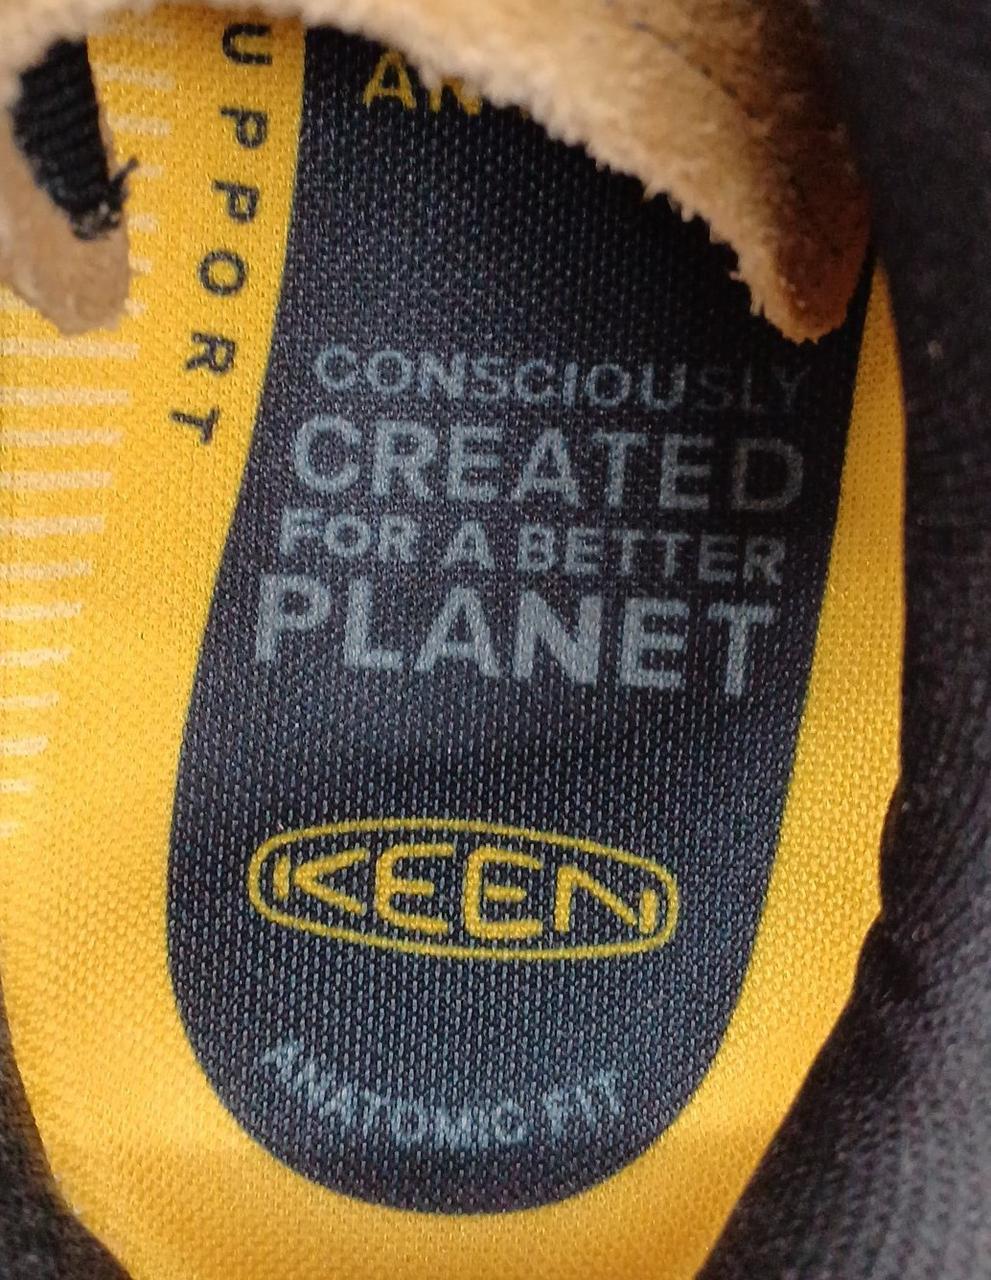 UPPORT
CONSCIOUSLY
CREATED
FOR A BETTER
PLANET
KEEN
ANATOMIC FIT